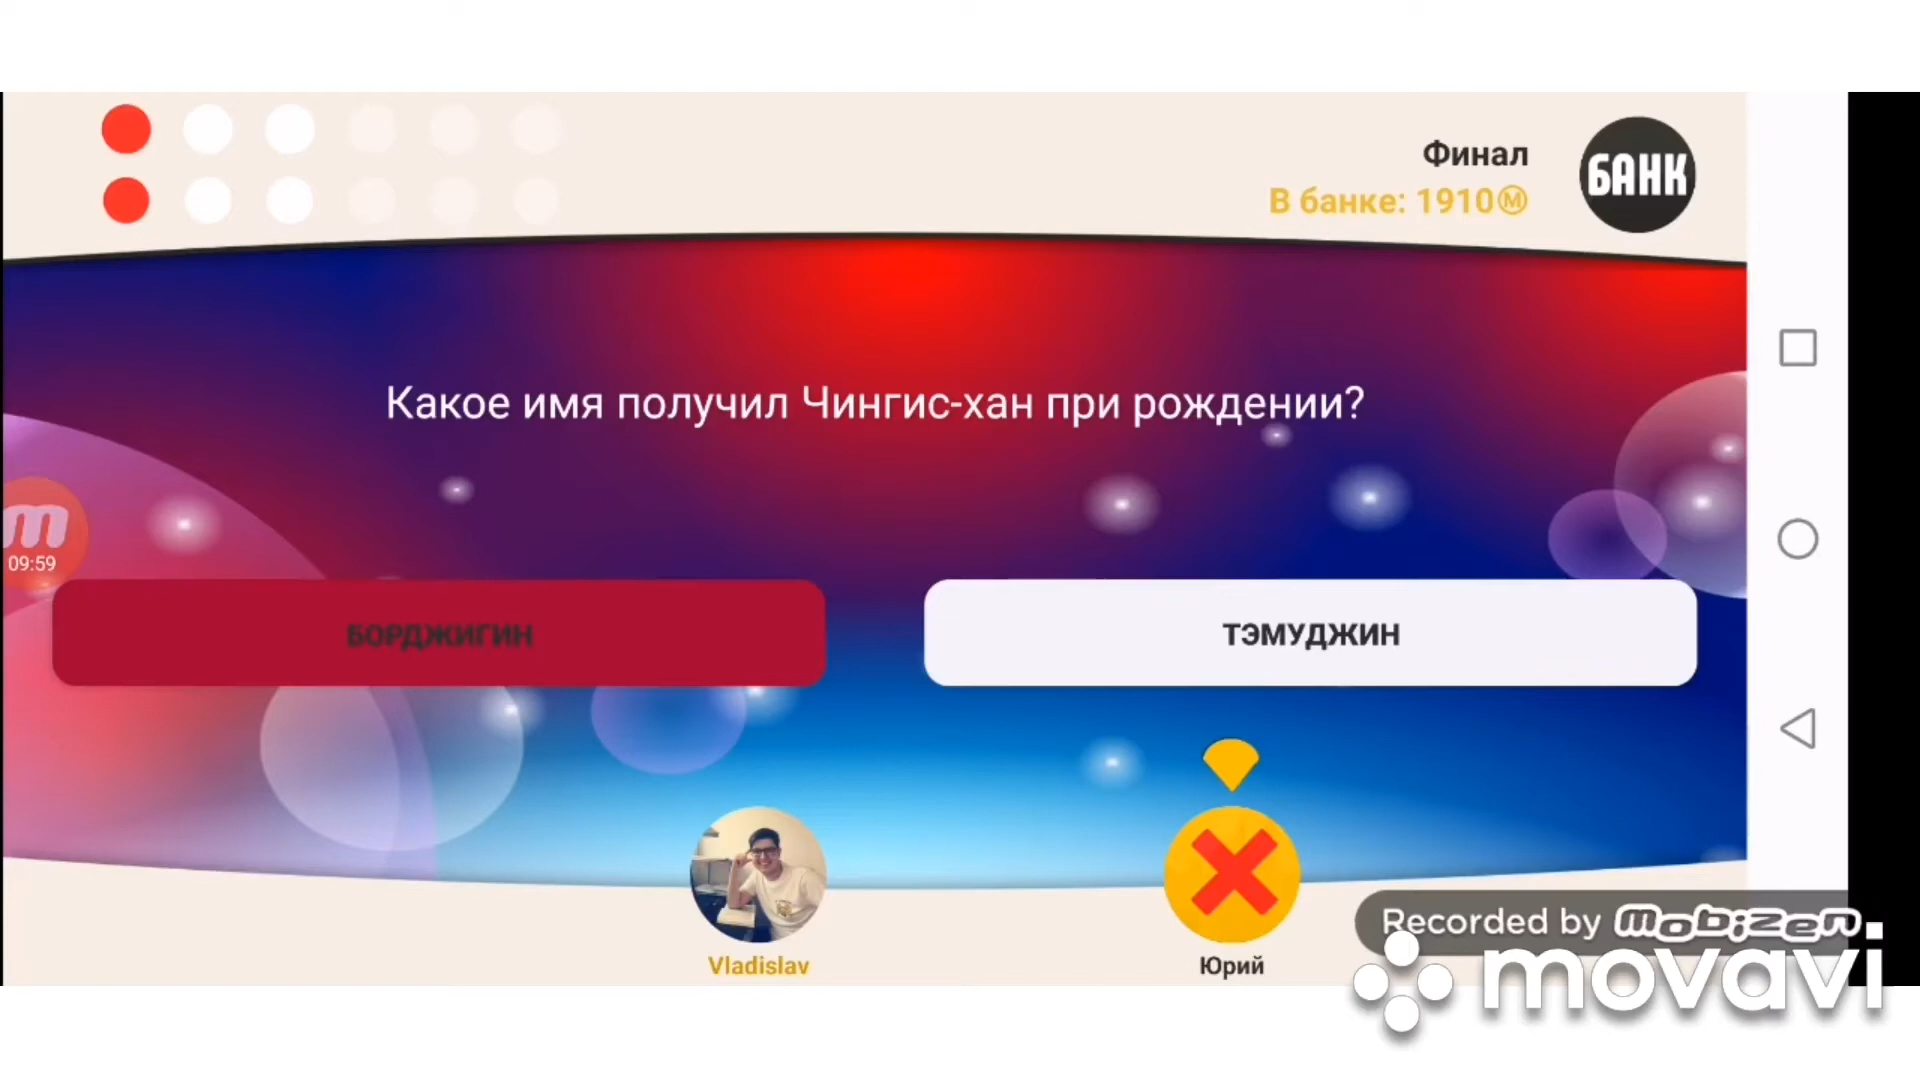 Финал
В банке: 1910Ⓜ
БАНК
Какое имя получил Чингис-хан при рождении?
m
09:59
БОРДЖИГИН
ТЭМУДЖИН
Vladislav
Юрий
Recorded by mobizen
movavi